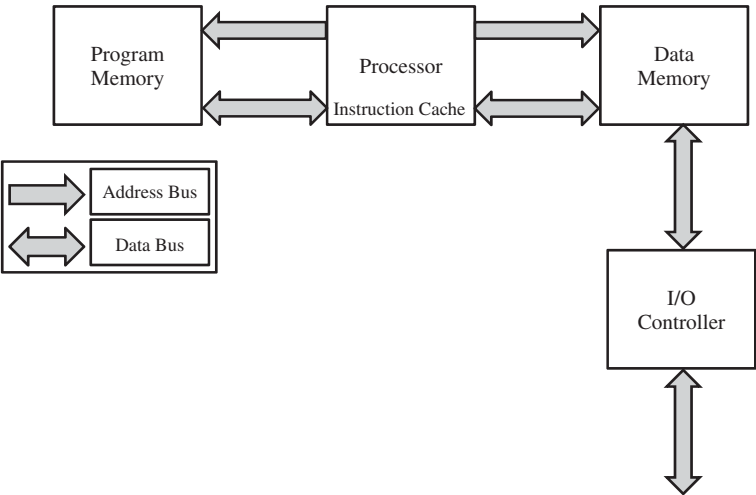 Program
Memory
Processor
Instruction Cache
Data
Memory
Address Bus
Data Bus
I/O
Controller